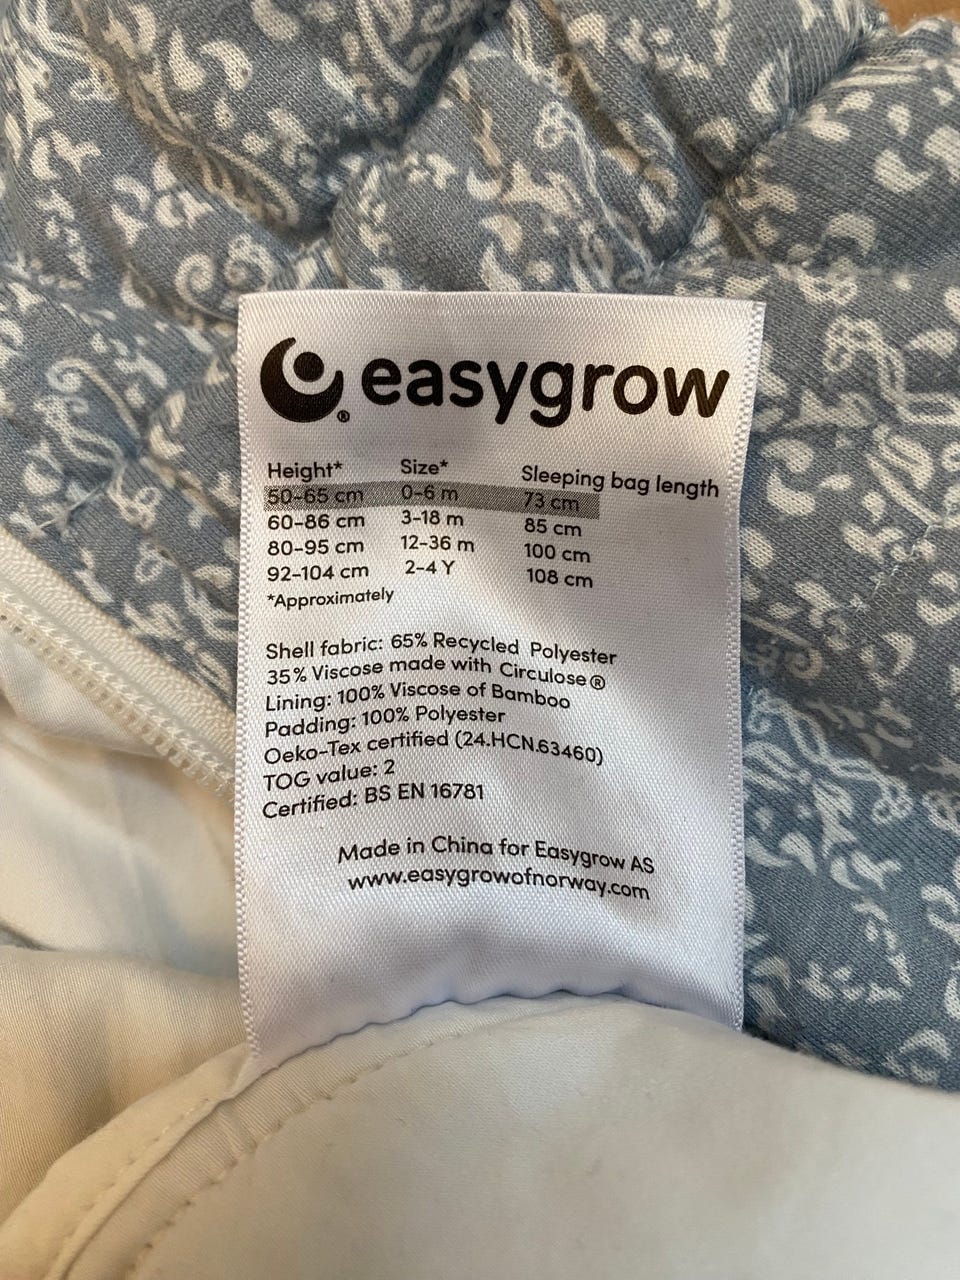 easygrow®
Height* Size* Sleeping bag length
50-65 cm 0-6 m 73 cm
60-86 cm 3-18 m 85 cm
80-95 cm 12-36 m 100 cm
92-104 cm 2-4 Y 108 cm
*Approximately
Shell fabric: 65% Recycled Polyester
35% Viscose made with Circulose®
Lining: 100% Viscose of Bamboo
Padding: 100% Polyester
Oeko-Tex certified (24.HCN.63460)
TOG value: 2
Certified: BS EN 16781
Made in China for Easygrow AS
www.easygrowofnorway.com